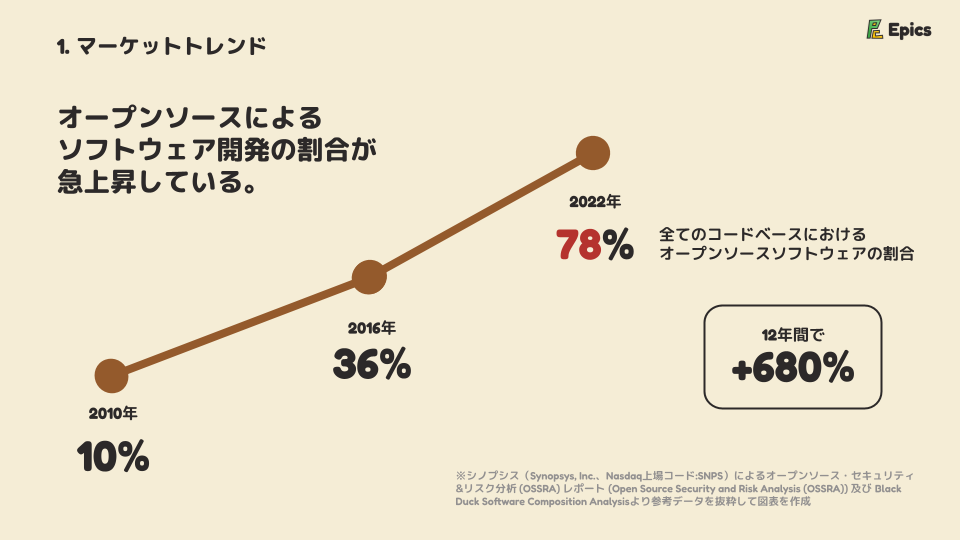 1. マーケットトレンド
Epics
オープンソースによる
ソフトウェア開発の割合が
急上昇している。
2022年
78%
全てのコードベースにおける
オープンソースソフトウェアの割合
2016年
36%
12年間で
+680%
2010年
10%
※シノプシス（Synopsys, Inc.、Nasdaq上場コード:SNPS）によるオープンソース・セキュリティ
&リスク分析 (OSSRA) レポート (Open Source Security and Risk Analysis (OSSRA)) 及び Black
Duck Software Composition Analysisより参考データを抜粋して図表を作成